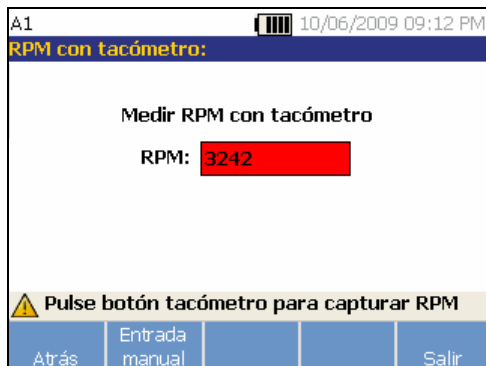 A1 10/06/2009 09:12 PM
RPM con tacómetro:
Medir RPM con tacómetro
RPM: 3242
Pulse botón tacómetro para capturar RPM
Atrás Entrada manual Salir